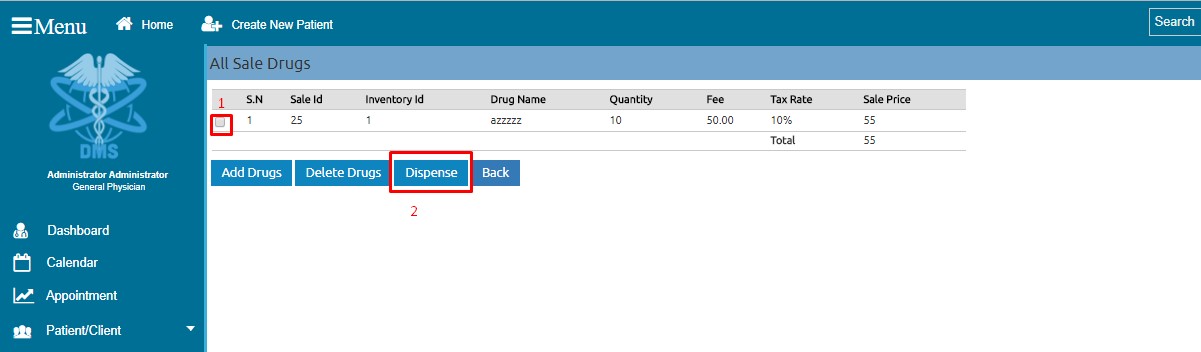 Menu Home Create New Patient Search
All Sale Drugs
1
S.N Sale Id Inventory Id Drug Name Quantity Fee Tax Rate Sale Price
1 25 1 azzzzz 10 50.00 10% 55
Total 55
Add Drugs Delete Drugs Dispense Back
2
DMS
Administrator Administrator
General Physician
Dashboard
Calendar
Appointment
Patient/Client